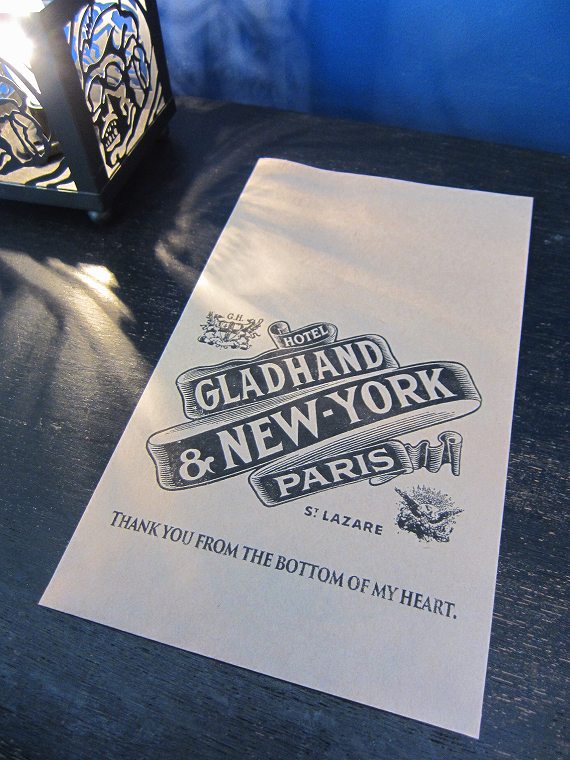 G.H.
HOTEL
GLADHAND
& NEW-YORK
PARIS
ST LAZARE
THANK YOU FROM THE BOTTOM OF MY HEART.